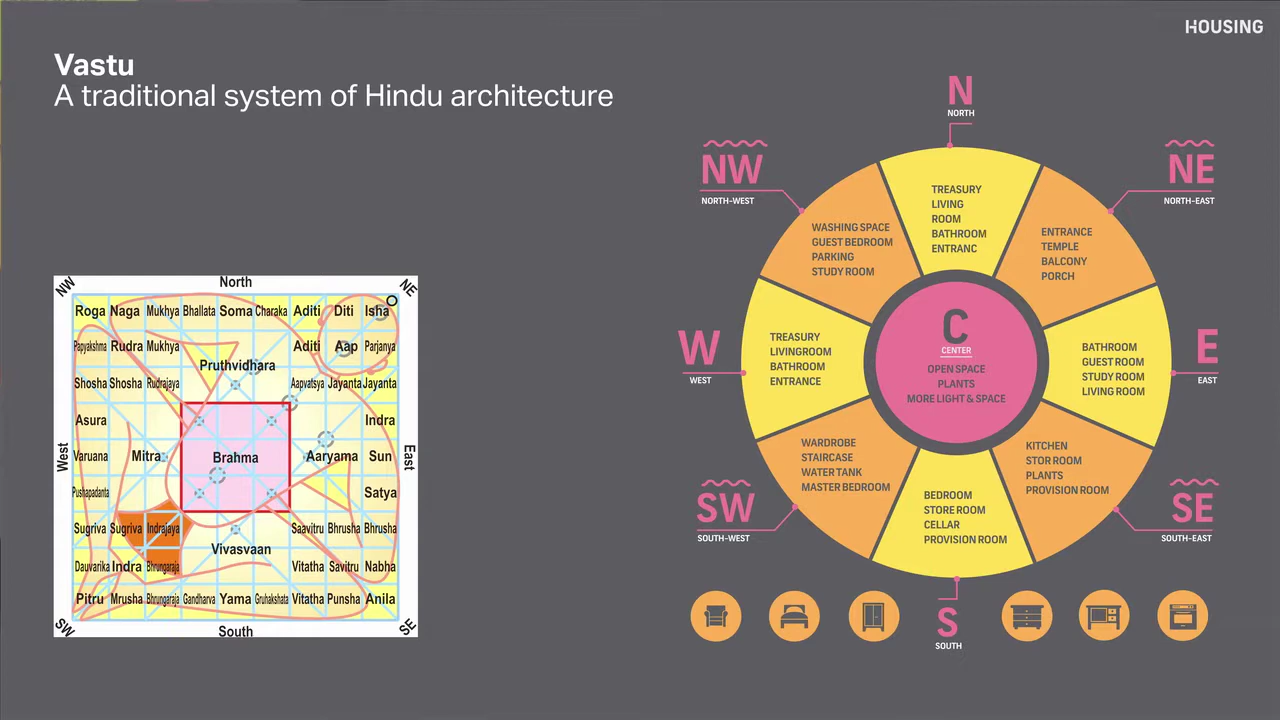 HOUSING
Vastu
A traditional system of Hindu architecture
NW North NE
Roga Naga Mukhya Bhallata Soma Charaka Aditi Diti Isha
Papyakshma Rudra Mukhya Aditi Aap Parjanya
Pruthvidhara
Shosha Shosha Rudrajaya Aapvatsya Jayanta Jayanta
Asura Indra
West Varuana Mitra Brahma Aaryama Sun East
Pushapadanta Satya
Sugriva Sugriva Indrajaya Saavitru Bhrusha Bhrusha
Vivasvaan
Dauvarika Indra Bhrungaraja Vitatha Savitru Nabha
Pitru Mrusha Bhrungaraja Gandharva Yama Gruhakshata Vitatha Punsha Anila
SW South SE
N
NORTH
TREASURY
LIVING
ROOM
BATHROOM
ENTRANC
NW
NORTH-WEST
WASHING SPACE
GUEST BEDROOM
PARKING
STUDY ROOM
NE
NORTH-EAST
ENTRANCE
TEMPLE
BALCONY
PORCH
W
WEST
TREASURY
LIVINGROOM
BATHROOM
ENTRANCE
C
CENTER
OPEN SPACE
PLANTS
MORE LIGHT & SPACE
E
EAST
BATHROOM
GUEST ROOM
STUDY ROOM
LIVING ROOM
SW
SOUTH-WEST
WARDROBE
STAIRCASE
WATER TANK
MASTER BEDROOM
BEDROOM
STORE ROOM
CELLAR
PROVISION ROOM
KITCHEN
STOR ROOM
PLANTS
PROVISION ROOM
SE
SOUTH-EAST
S
SOUTH